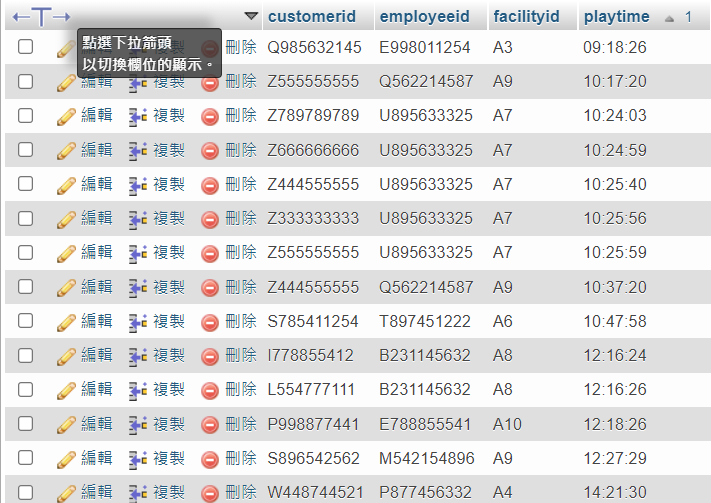 customerid employeeid facilityid playtime 1
點選下拉箭頭
以切換欄位的顯示。
刪除 Q985632145 E998011254 A3 09:18:26
編輯 複製 刪除 Z555555555 Q562214587 A9 10:17:20
編輯 複製 刪除 Z789789789 U895633325 A7 10:24:03
編輯 複製 刪除 Z666666666 U895633325 A7 10:24:59
編輯 複製 刪除 Z444555555 U895633325 A7 10:25:40
編輯 複製 刪除 Z333333333 U895633325 A7 10:25:56
編輯 複製 刪除 Z555555555 U895633325 A7 10:25:59
編輯 複製 刪除 Z444555555 Q562214587 A9 10:37:20
編輯 複製 刪除 S785411254 T897451222 A6 10:47:58
編輯 複製 刪除 I778855412 B231145632 A8 12:16:24
編輯 複製 刪除 L554777111 B231145632 A8 12:16:26
編輯 複製 刪除 P998877441 E788855541 A10 12:18:26
編輯 複製 刪除 S896542562 M542154896 A9 12:27:29
編輯 複製 刪除 W448744521 P877456332 A4 14:21:30